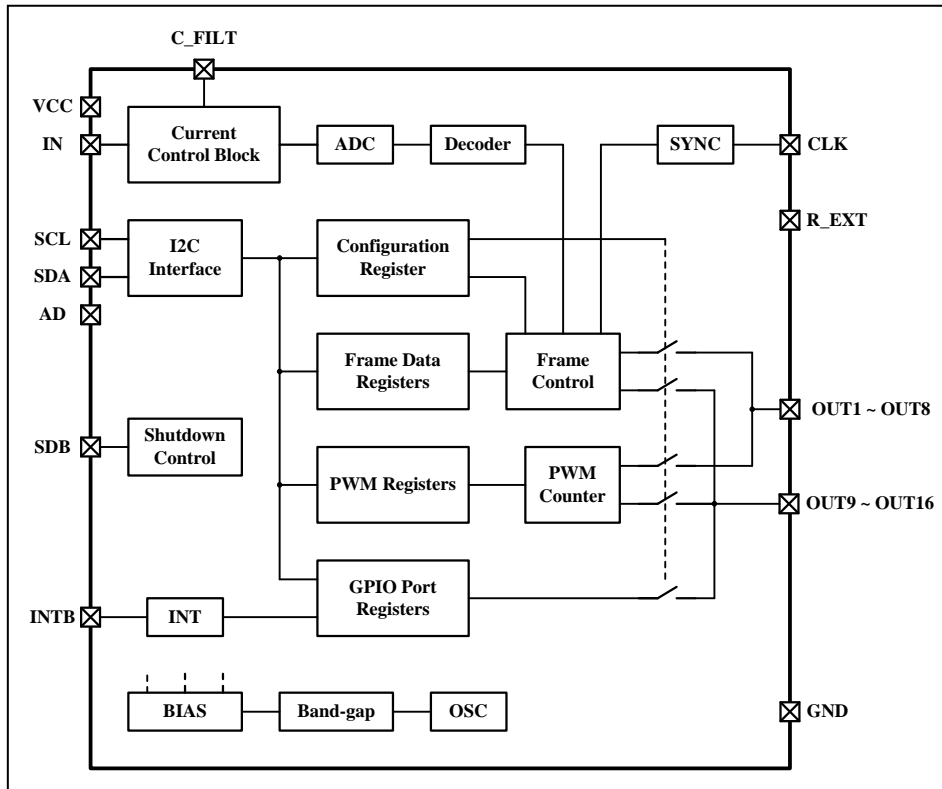 C_FILT
VCC
IN
Current
Control Block
ADC
Decoder
SYNC
CLK
R_EXT
SCL
SDA
I2C
Interface
Configuration
Register
AD
Frame Data
Registers
Frame
Control
OUT1 ~ OUT8
SDB
Shutdown
Control
PWM Registers
PWM
Counter
OUT9 ~ OUT16
GPIO Port
Registers
INTB
INT
BIAS
Band-gap
OSC
GND